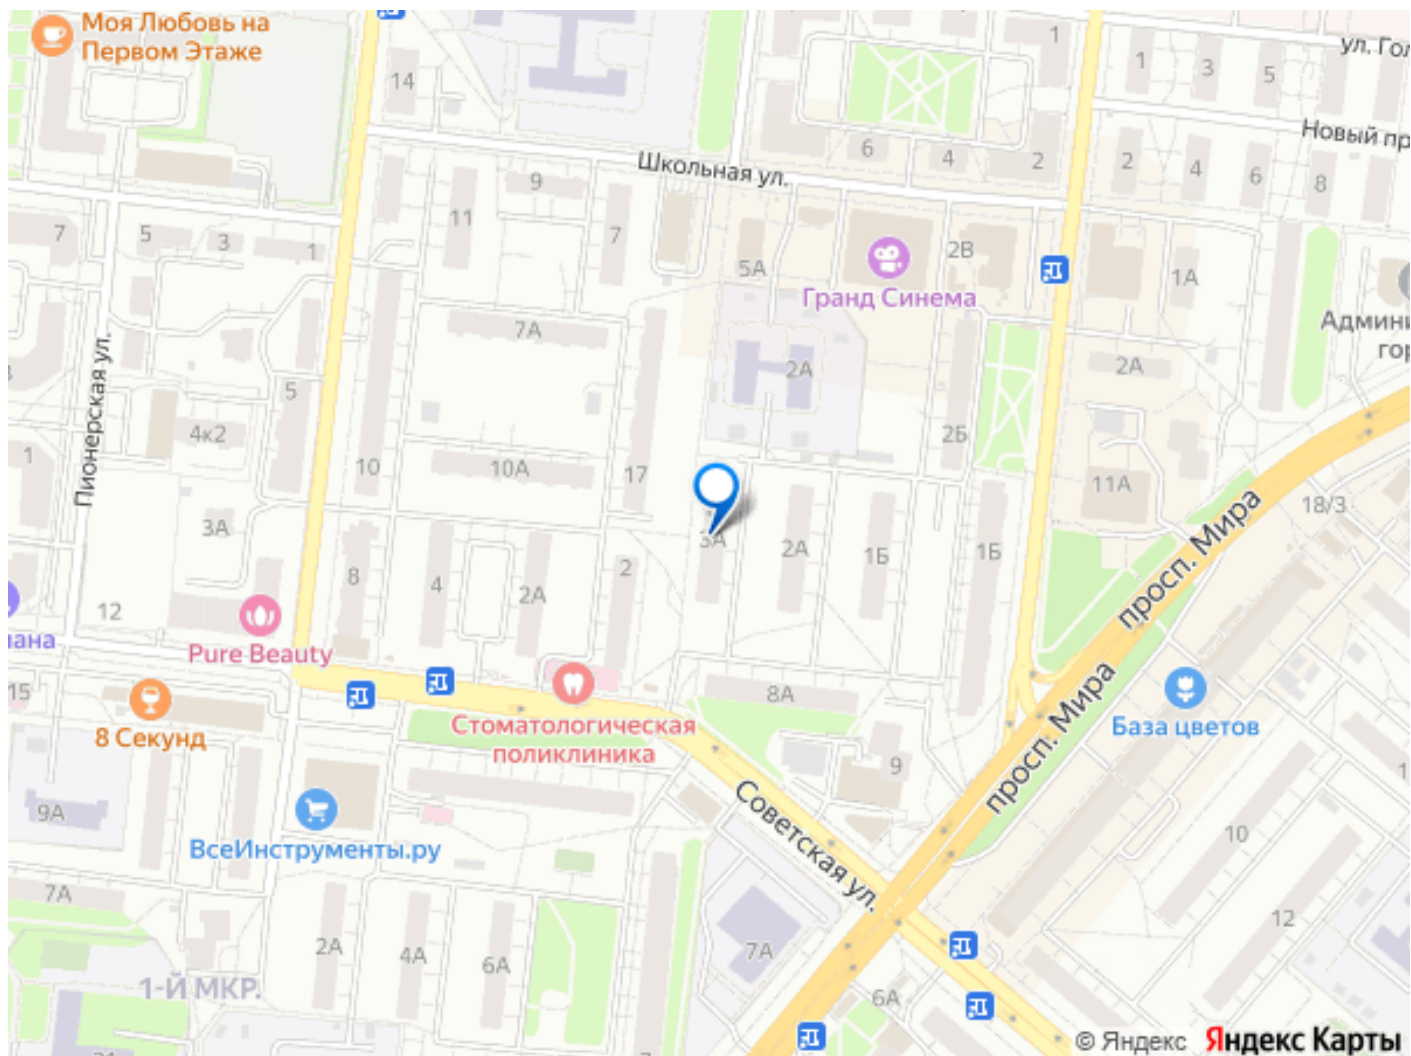 Моя Любовь на
Первом Этаже
14
1
1
3
5
ул. Гол
Новый пр
6
4
2
2
4
6
8
Школьная ул.
9
11
7
7
5
3
1
5А
2В
1А
Гранд Синема
Админи
гор
7А
2А
2А
Пионерская ул.
5
4к2
1
10
10А
17
2Б
11А
18/3
3А
3А
2А
1Б
1Б
8
4
2А
2
12
просп. Мира
Pure Beauty
15
8 Секунд
Стоматологическая
поликлиника
8А
9
просп. Мира
База цветов
Советская ул.
9А
ВсеИнструменты.ру
10
7А
12
2А
4А
6А
7А
6А
1-Й МКР.
© Яндекс Яндекс Карты